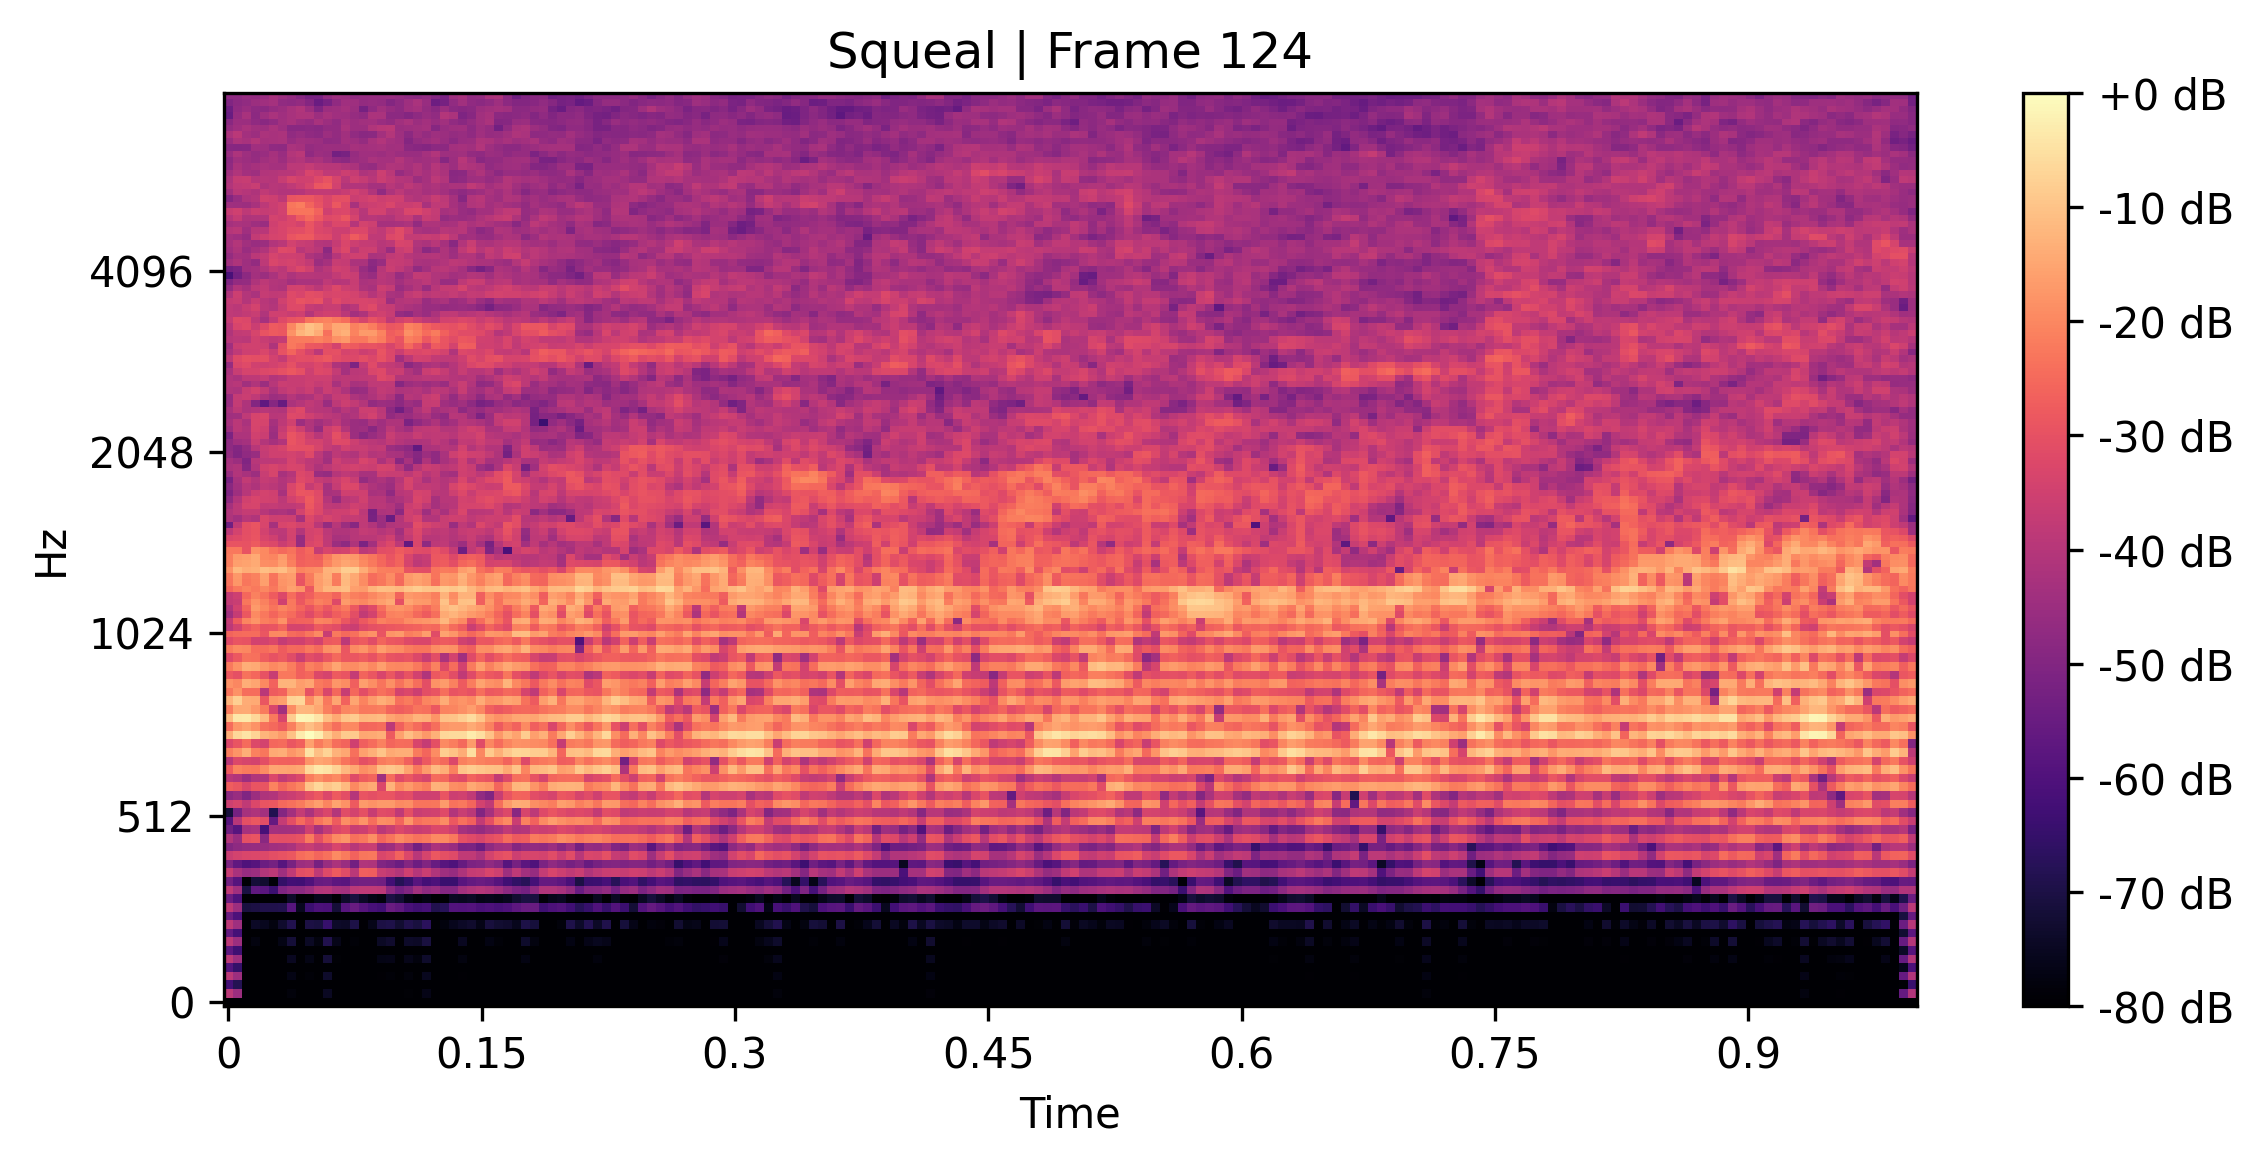 Squeal | Frame 124
Hz
4096
2048
1024
512
0
0 0.15 0.3 0.45 0.6 0.75 0.9
Time
+0 dB
-10 dB
-20 dB
-30 dB
-40 dB
-50 dB
-60 dB
-70 dB
-80 dB